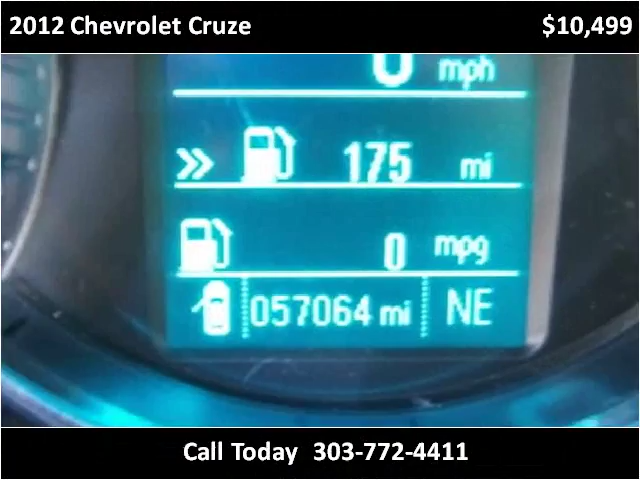 2012 Chevrolet Cruze $10,499
0 mph
175 mi
0 mpg
057064 mi NE
Call Today 303-772-4411